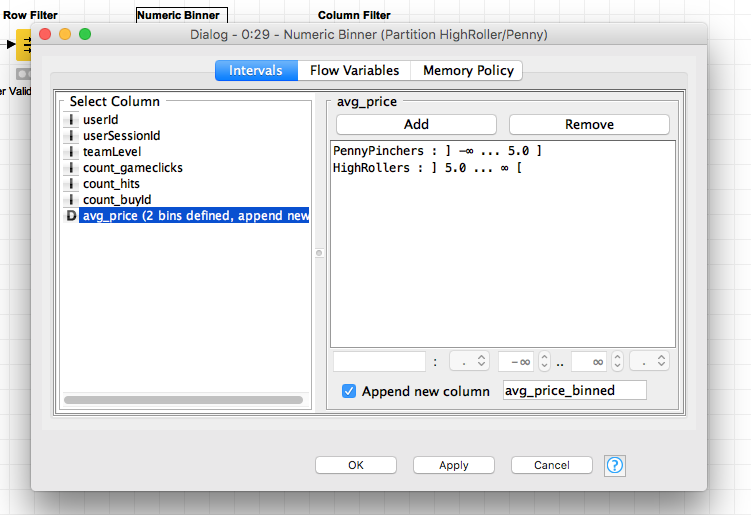 Row Filter
Numeric Binner
Column Filter
Dialog - 0:29 - Numeric Binner (Partition HighRoller/Penny)
er Valid
Intervals
Flow Variables
Memory Policy
Select Column
I userId
I userSessionId
I teamLevel
I count_gameclicks
I count_hits
I count_buyId
D avg_price (2 bins defined, append new
avg_price
Add
Remove
PennyPinchers : ] -∞ ... 5.0 ]
HighRollers : ] 5.0 ... ∞ [
: . -∞ .. ∞ .
Append new column avg_price_binned
OK
Apply
Cancel
?